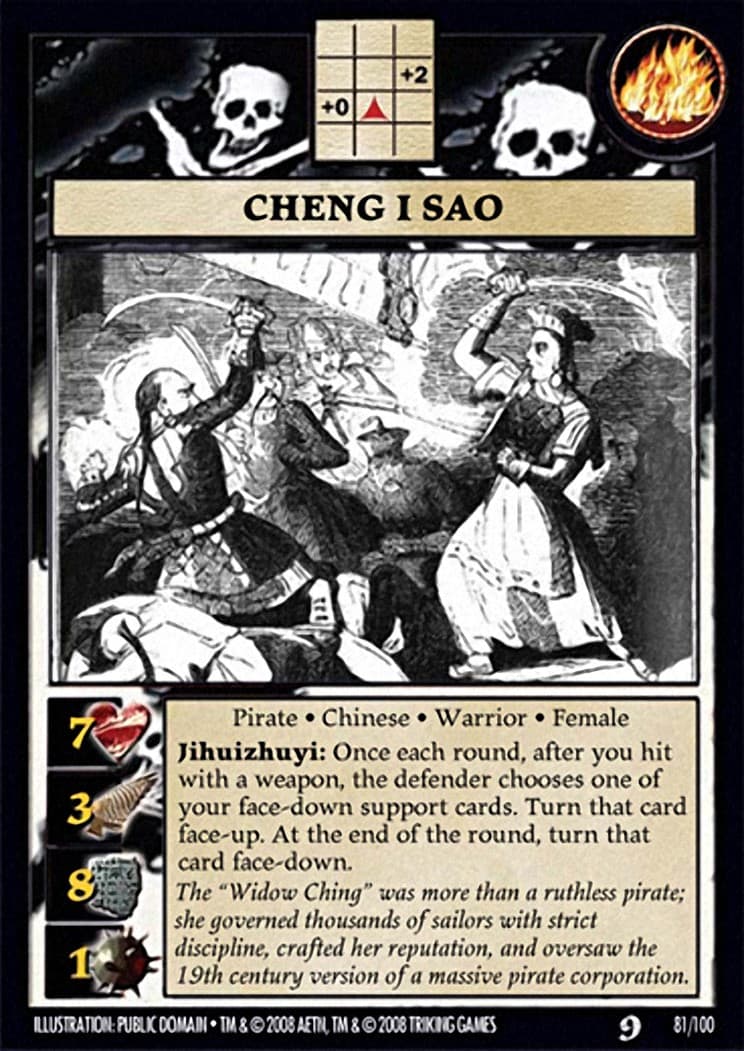 +2
+0
CHENG I SAO
7
3
8
1
Pirate • Chinese • Warrior • Female
Jihuizhuyi: Once each round, after you hit
with a weapon, the defender chooses one of
your face-down support cards. Turn that card
face-up. At the end of the round, turn that
card face-down.
The “Widow Ching” was more than a ruthless pirate;
she governed thousands of sailors with strict
discipline, crafted her reputation, and oversaw the
19th century version of a massive pirate corporation.
ILLUSTRATION: PUBLIC DOMAIN • TM & © 2008 AETN, TM & © 2008 TRIKING GAMES 9 81/100